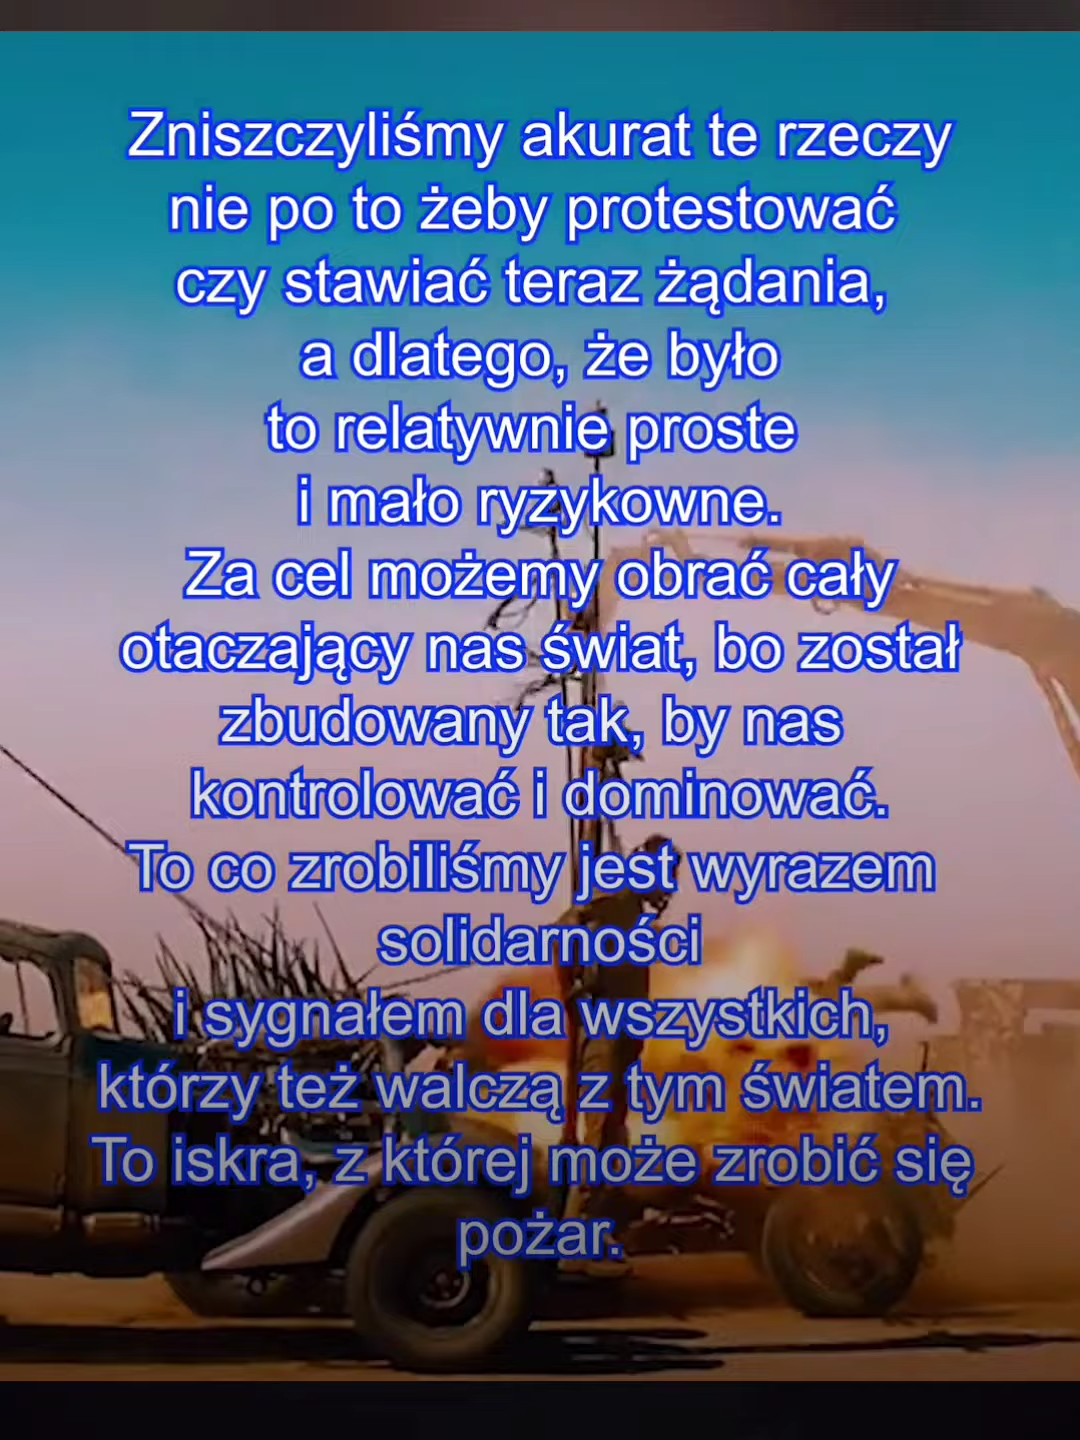 Zniszczyliśmy akurat te rzeczy
nie po to żeby protestować
czy stawiać teraz żądania,
a dlatego, że było
to relatywnie proste
i mało ryzykowne.
Za cel możemy obrać cały
otaczający nas świat, bo został
zbudowany tak, by nas
kontrolować i dominować.
To co zrobiliśmy jest wyrazem
solidarności
i sygnałem dla wszystkich,
którzy też walczą z tym światem.
To iskra, z której może zrobić się
pożar.